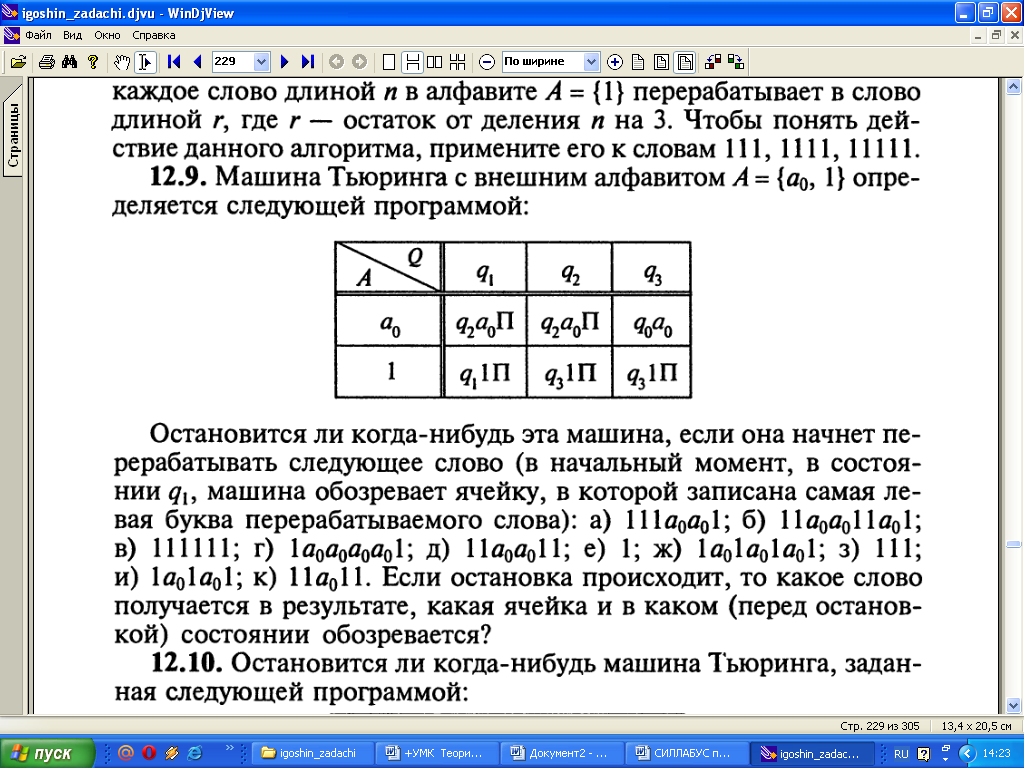 igoshin_zadachi.djvu - WinDjView
Файл Вид Окно Справка
229 По ширине
Страницы
каждое слово длиной n в алфавите A = {1} перерабатывает в слово
длиной r, где r — остаток от деления n на 3. Чтобы понять дей-
ствие данного алгоритма, примените его к словам 111, 1111, 11111.
12.9. Машина Тьюринга с внешним алфавитом A = {a₀, 1} опре-
деляется следующей программой:
Q
A q₁ q₂ q₃
a₀ q₂a₀П q₂a₀П q₀a₀
1 q₁1П q₃1П q₃1П
Остановится ли когда-нибудь эта машина, если она начнет пе-
рерабатывать следующее слово (в начальный момент, в состоя-
нии q₁, машина обозревает ячейку, в которой записана самая ле-
вая буква перерабатываемого слова): а) 111a₀a₀1; б) 11a₀a₀11a₀1;
в) 111111; г) 1a₀a₀a₀a₀1; д) 11a₀a₀11; е) 1; ж) 1a₀1a₀1a₀1; з) 111;
и) 1a₀1a₀1; к) 11a₀11. Если остановка происходит, то какое слово
получается в результате, какая ячейка и в каком (перед останов-
кой) состоянии обозревается?
12.10. Остановится ли когда-нибудь машина Тьюринга, задан-
ная следующей программой:
Стр. 229 из 305 13,4 x 20,5 см
пуск igoshin_zadachi +УМК Теори... Документ2 - ... СИЛЛАБУС п... igoshin_zadac... RU 14:23